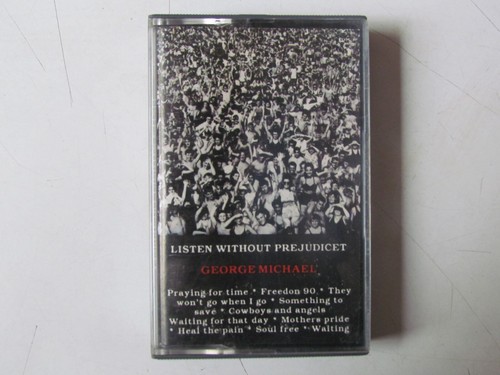 LISTEN WITHOUT PREJUDICET
GEORGE MICHAEL
Praying for time * Freedon 90 * They
won't go when I go * Something to
save * Cowboys and angels
Waiting for that day * Mothers pride
* Heal the pain * Soul free * Waiting